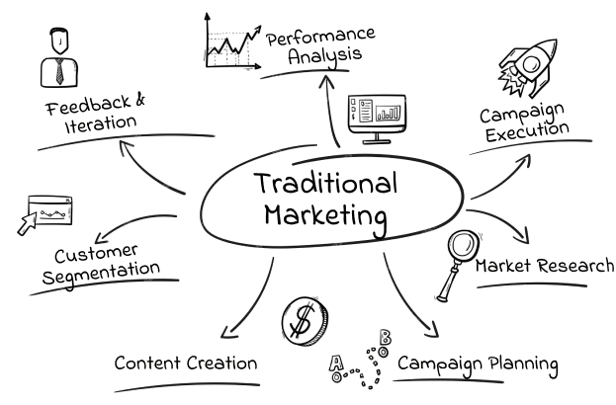 Performance
Analysis
Feedback &
Iteration
Campaign
Execution
Traditional
Marketing
Customer
Segmentation
Market Research
$
Content Creation
A
B
Campaign Planning